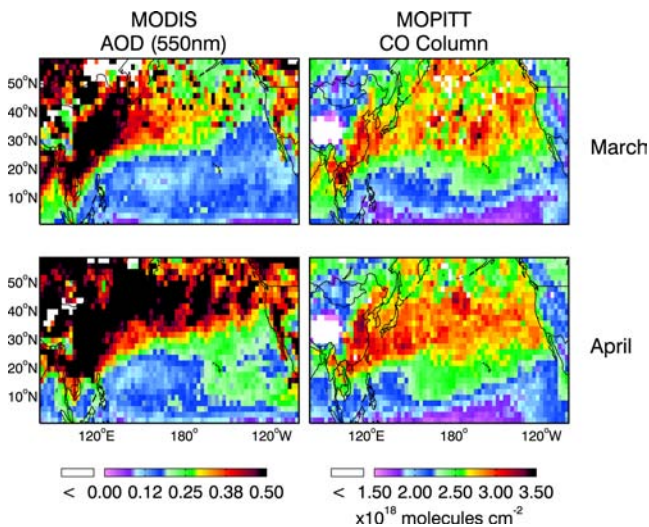 MODIS
AOD (550nm)
MOPITT
CO Column
50°N
40°N
30°N
20°N
10°N
March
50°N
40°N
30°N
20°N
10°N
April
120°E 180° 120°W 120°E 180° 120°W
< 0.00 0.12 0.25 0.38 0.50
< 1.50 2.00 2.50 3.00 3.50
x10¹⁸ molecules cm⁻²